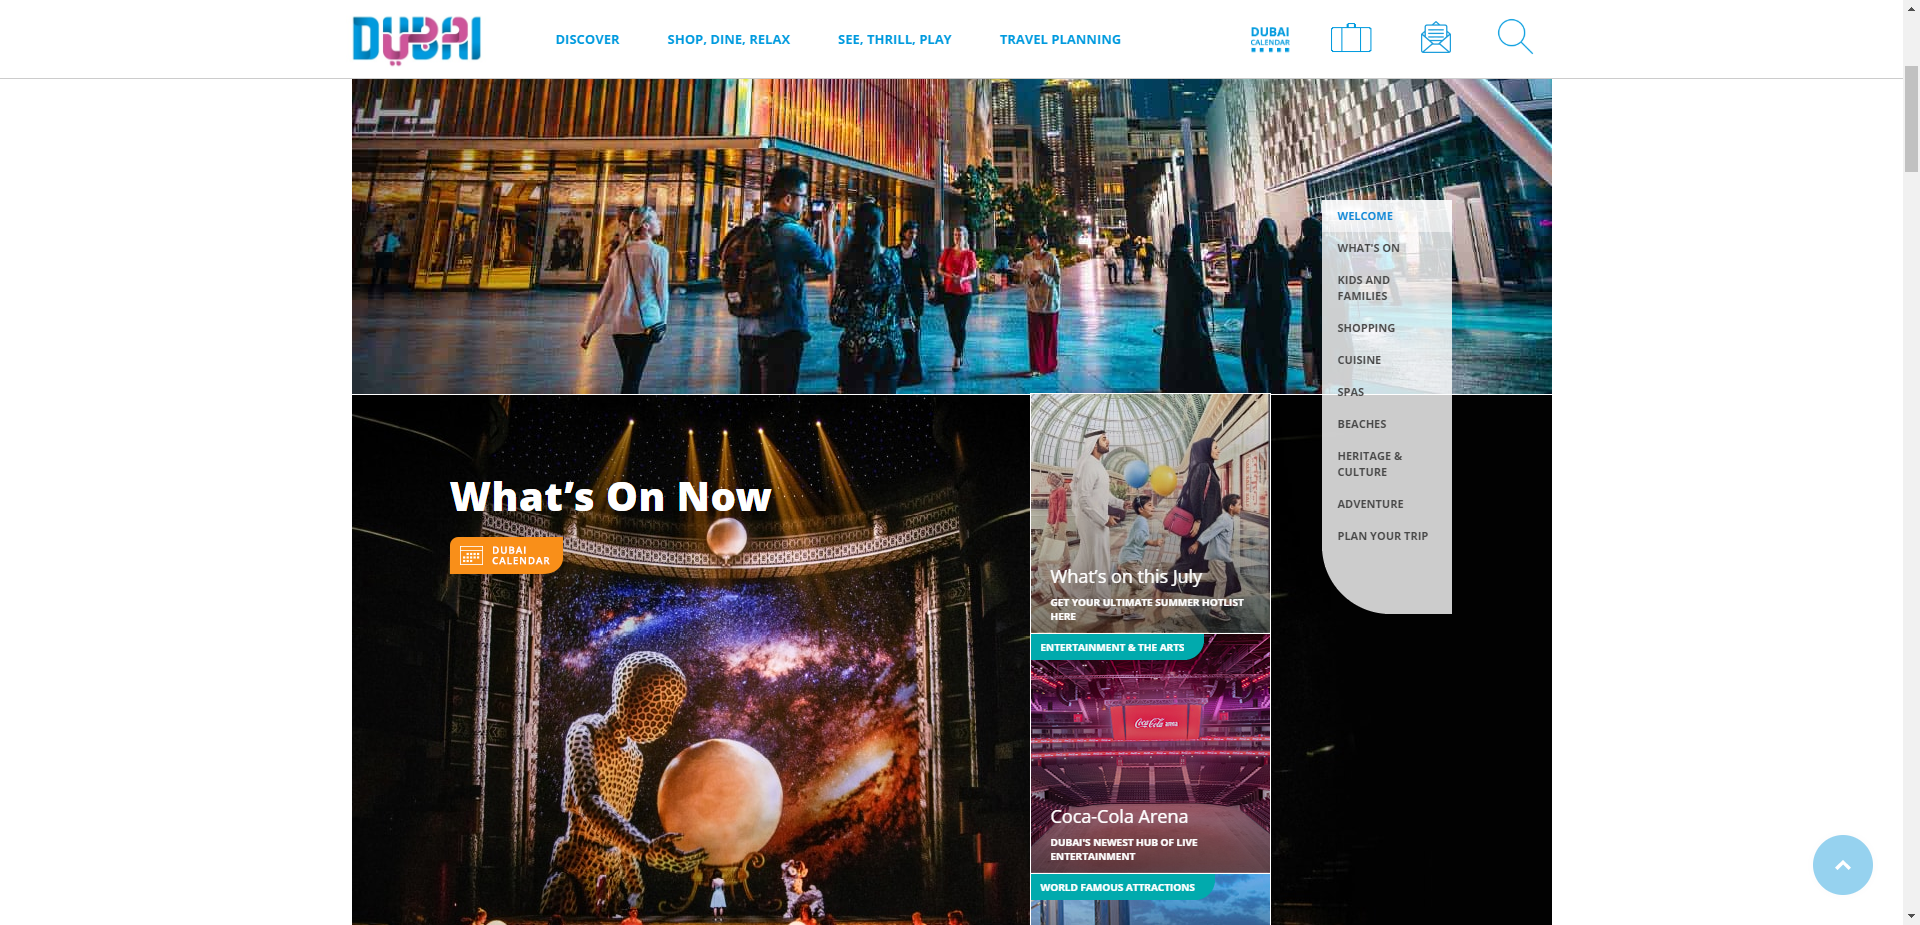 DUBAI
DISCOVER
SHOP, DINE, RELAX
SEE, THRILL, PLAY
TRAVEL PLANNING
DUBAI
CALENDAR
WELCOME
WHAT'S ON
KIDS AND
FAMILIES
SHOPPING
CUISINE
SPAS
BEACHES
HERITAGE &
CULTURE
ADVENTURE
PLAN YOUR TRIP
What’s On Now
DUBAI
CALENDAR
What’s on this July
GET YOUR ULTIMATE SUMMER HOTLIST
HERE
ENTERTAINMENT & THE ARTS
Coca-Cola arena
Coca-Cola Arena
DUBAI'S NEWEST HUB OF LIVE
ENTERTAINMENT
WORLD FAMOUS ATTRACTIONS